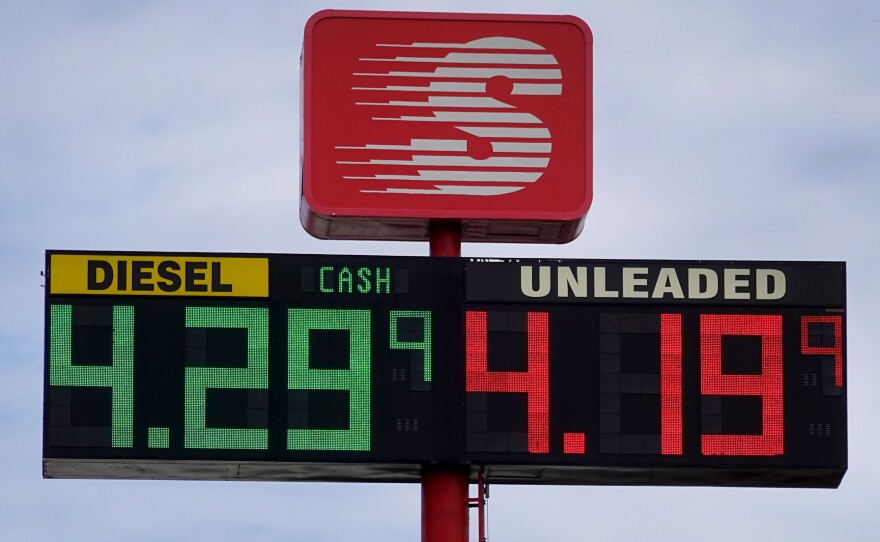 S
DIESEL CASH UNLEADED
4.29 9 4.19 9